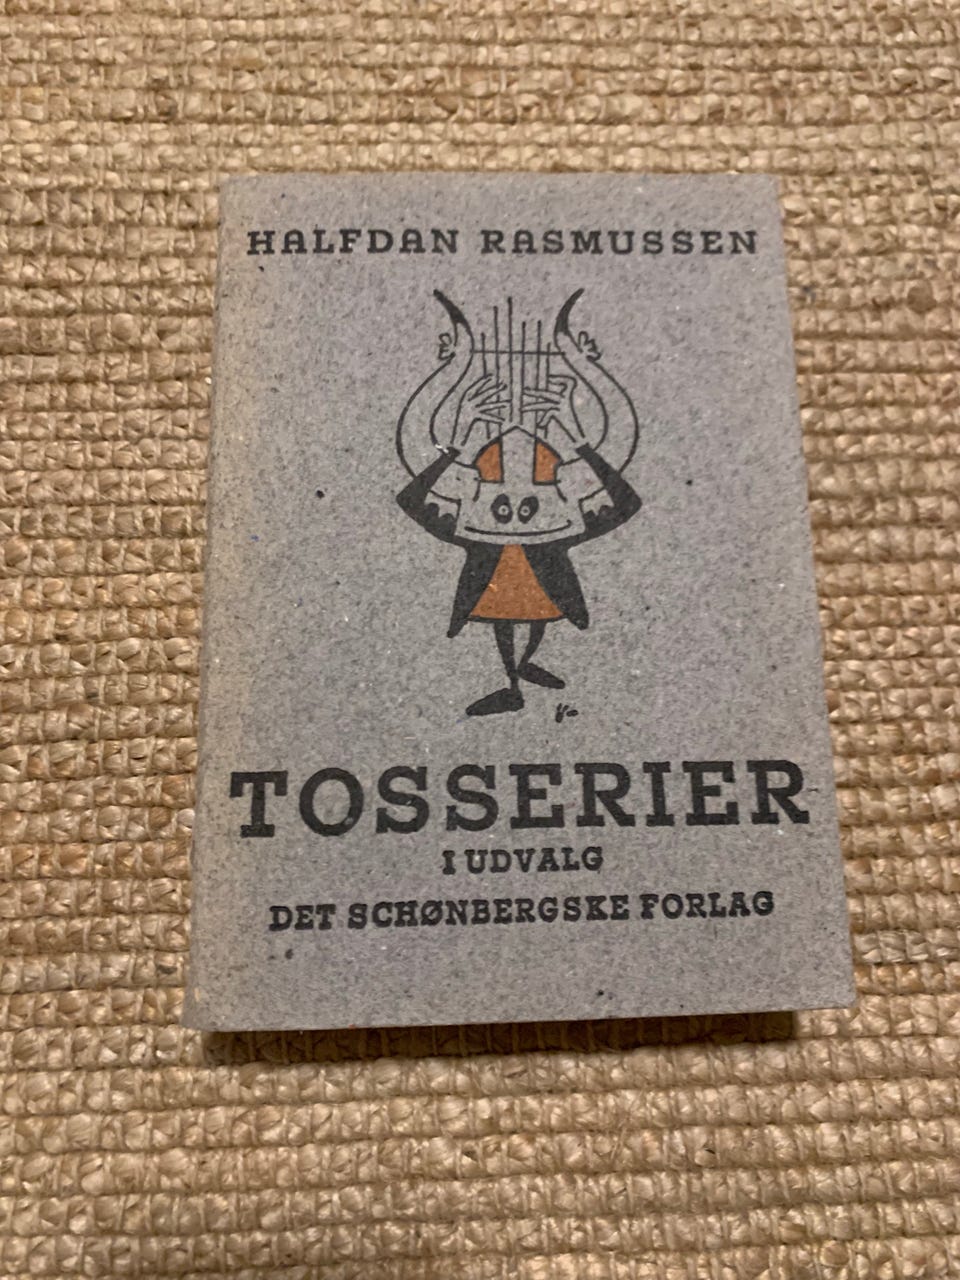 HALFDAN RASMUSSEN
TOSSERIER
I UDVALG
DET SCHØNBERGSKE FORLAG